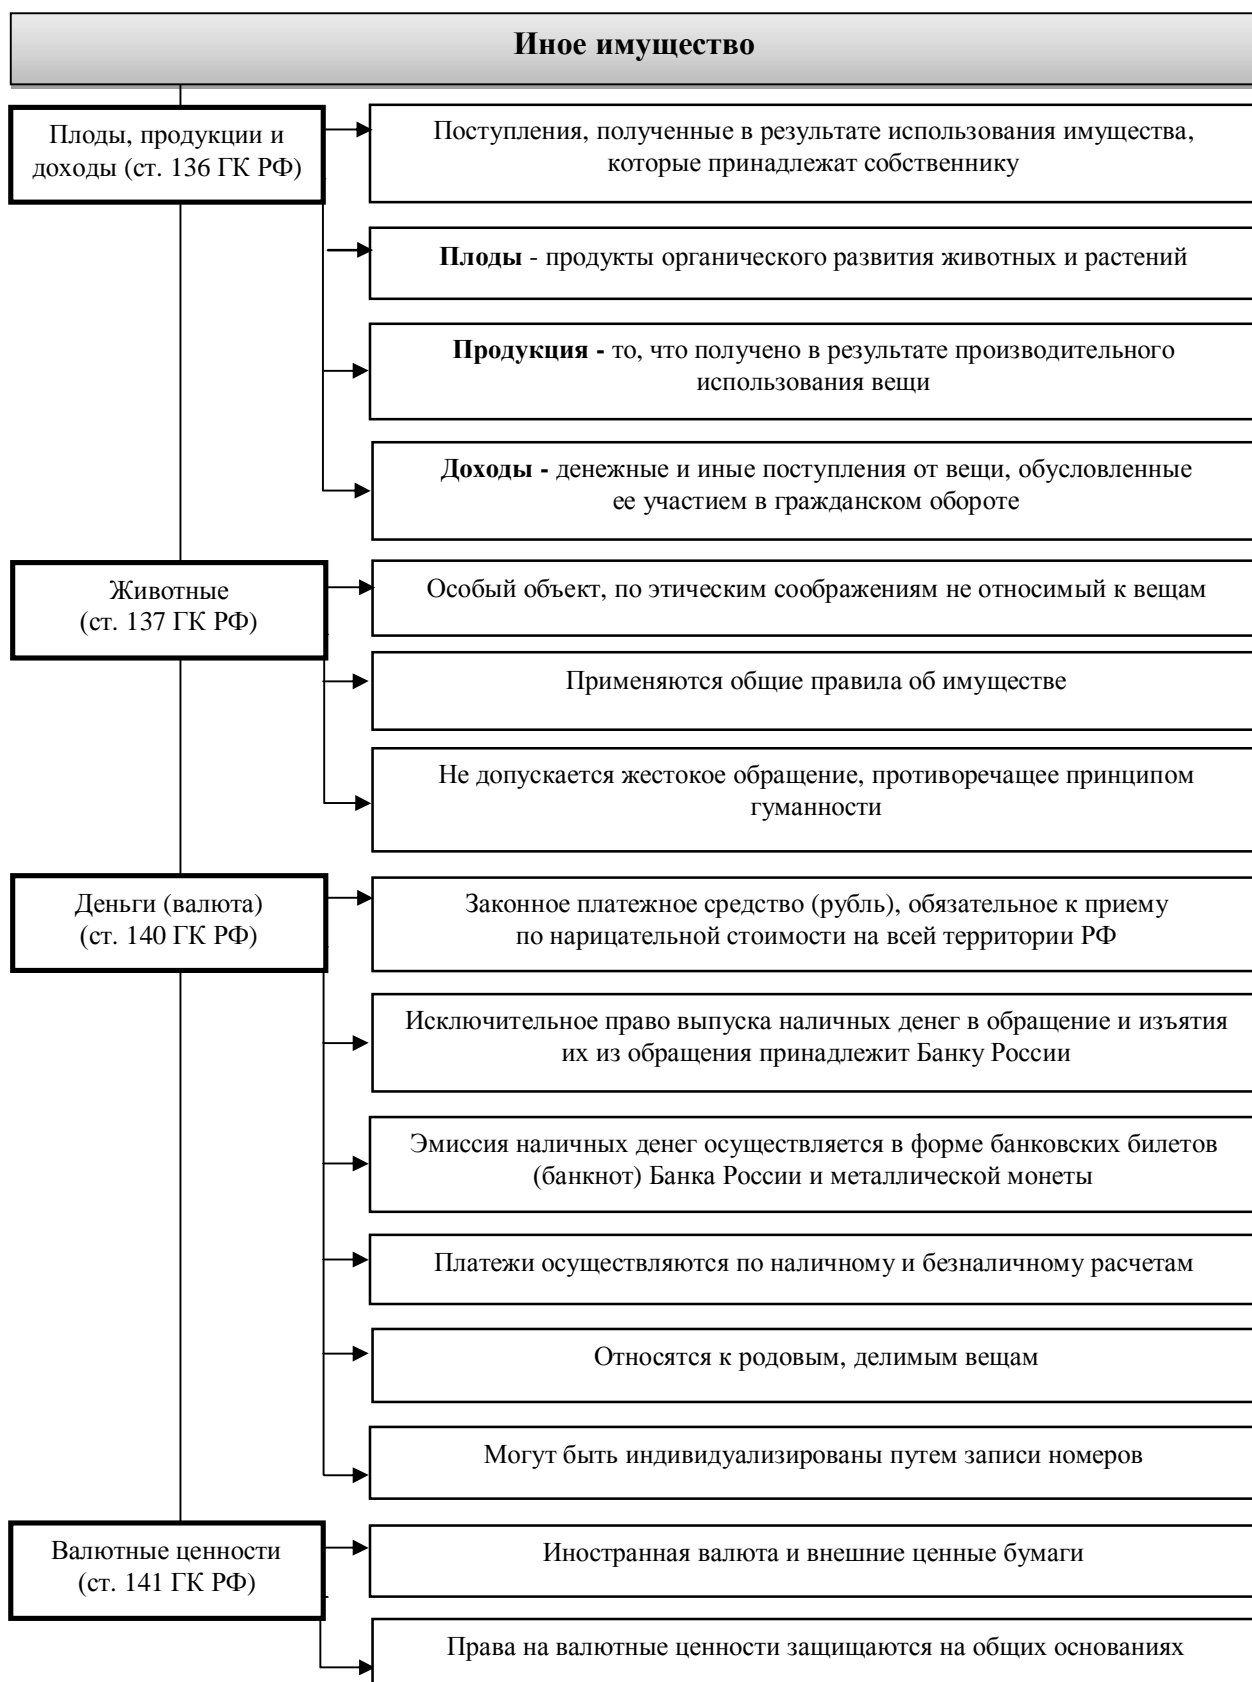 Иное имущество
Плоды, продукции и
доходы (ст. 136 ГК РФ)
Поступления, полученные в результате использования имущества,
которые принадлежат собственнику
Плоды - продукты органического развития животных и растений
Продукция - то, что получено в результате производительного
использования вещи
Доходы - денежные и иные поступления от вещи, обусловленные
ее участием в гражданском обороте
Животные
(ст. 137 ГК РФ)
Особый объект, по этическим соображениям не относимый к вещам
Применяются общие правила об имуществе
Не допускается жестокое обращение, противоречащее принципом
гуманности
Деньги (валюта)
(ст. 140 ГК РФ)
Законное платежное средство (рубль), обязательное к приему
по нарицательной стоимости на всей территории РФ
Исключительное право выпуска наличных денег в обращение и изъятия
их из обращения принадлежит Банку России
Эмиссия наличных денег осуществляется в форме банковских билетов
(банкнот) Банка России и металлической монеты
Платежи осуществляются по наличному и безналичному расчетам
Относятся к родовым, делимым вещам
Могут быть индивидуализированы путем записи номеров
Валютные ценности
(ст. 141 ГК РФ)
Иностранная валюта и внешние ценные бумаги
Права на валютные ценности защищаются на общих основаниях